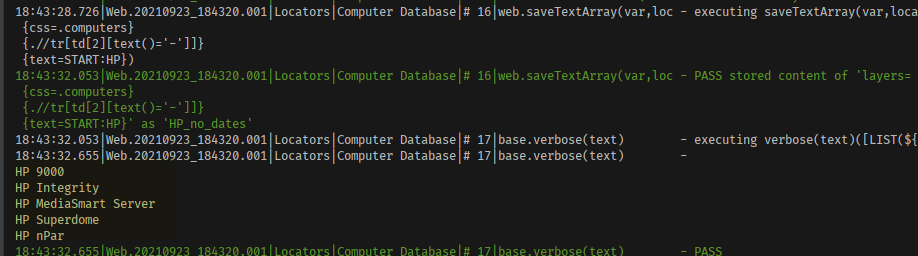 18:43:28.726|Web.20210923_184320.001|Locators|Computer Database|# 16|web.saveTextArray(var,loc - executing saveTextArray(var,loca
{css=.computers}
{.//tr[td[2][text()='-']]}
{text=START:HP})
18:43:32.053|Web.20210923_184320.001|Locators|Computer Database|# 16|web.saveTextArray(var,loc - PASS stored content of 'layers=
{css=.computers}
{.//tr[td[2][text()='-']]}
{text=START:HP}' as 'HP_no_dates'
18:43:32.053|Web.20210923_184320.001|Locators|Computer Database|# 17|base.verbose(text) - executing verbose(text)([LIST(${
18:43:32.655|Web.20210923_184320.001|Locators|Computer Database|# 17|base.verbose(text) -
HP 9000
HP Integrity
HP MediaSmart Server
HP Superdome
HP nPar
18:43:32.655|Web.20210923_184320.001|Locators|Computer Database|# 17|base.verbose(text) - PASS